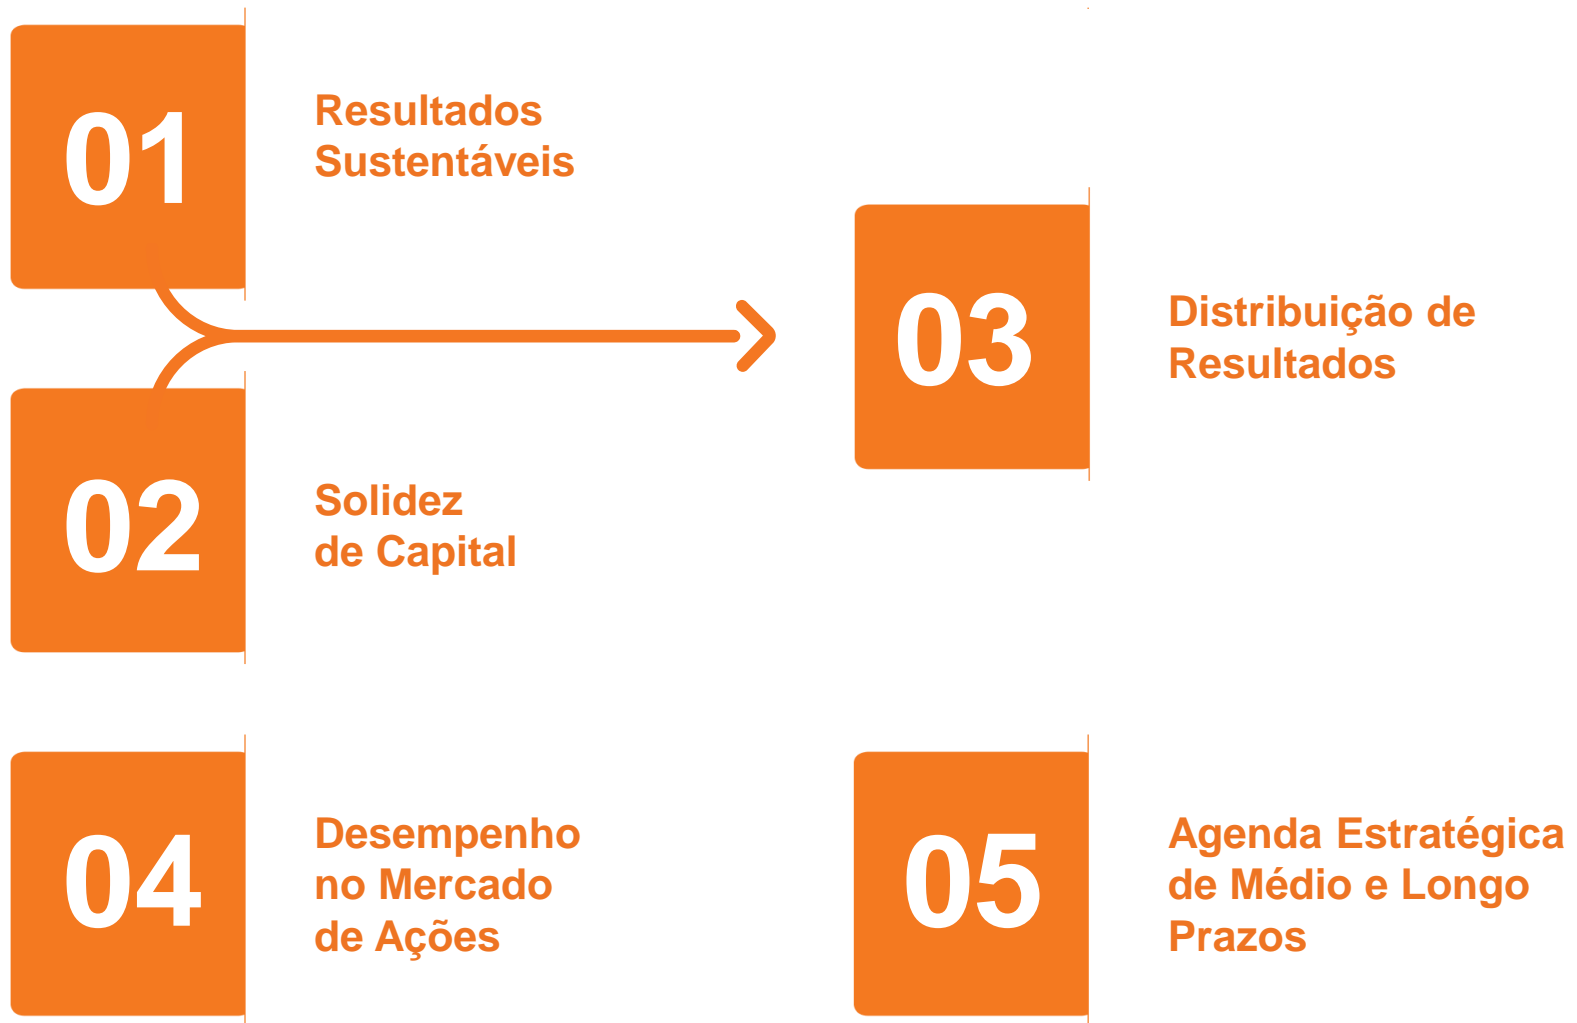 01
Resultados
Sustentáveis
02
Solidez
de Capital
03
Distribuição de
Resultados
04
Desempenho
no Mercado
de Ações
05
Agenda Estratégica
de Médio e Longo
Prazos